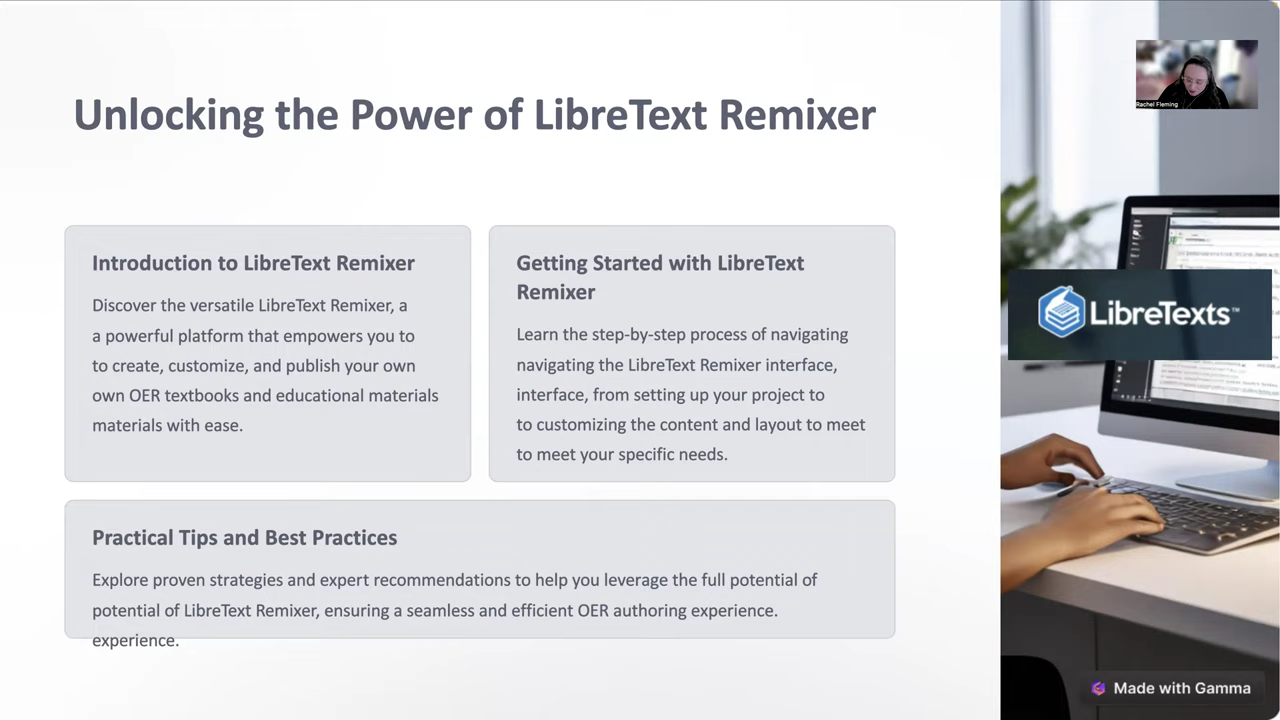 Unlocking the Power of LibreText Remixer
Rachel Fleming
Introduction to LibreText Remixer
Discover the versatile LibreText Remixer, a
a powerful platform that empowers you to
to create, customize, and publish your own
own OER textbooks and educational materials
materials with ease.
Getting Started with LibreText
Remixer
Learn the step-by-step process of navigating
navigating the LibreText Remixer interface,
interface, from setting up your project to
to customizing the content and layout to meet
to meet your specific needs.
LibreTexts™
Practical Tips and Best Practices
Explore proven strategies and expert recommendations to help you leverage the full potential of
potential of LibreText Remixer, ensuring a seamless and efficient OER authoring experience.
experience.
Made with Gamma